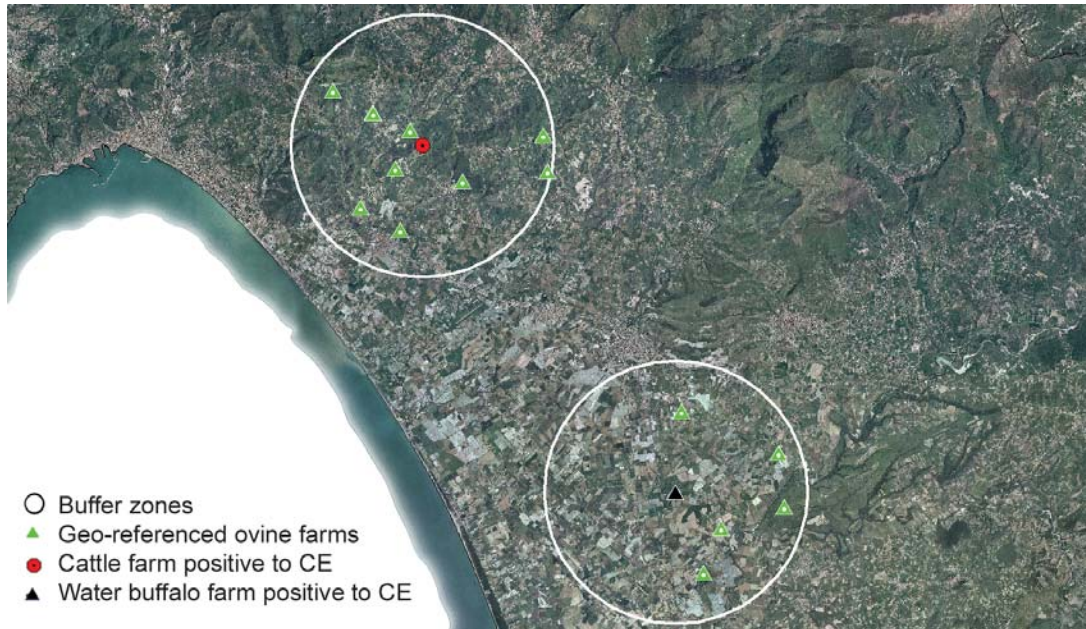 Buffer zones
Geo-referenced ovine farms
Cattle farm positive to CE
Water buffalo farm positive to CE